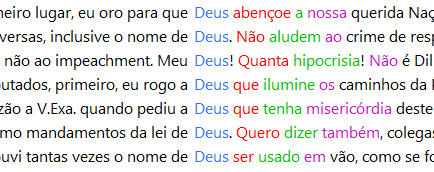 neiro lugar, eu oro para que Deus abençoe a nossa querida Naç
versas, inclusive o nome de Deus. Não aludem ao crime de resp
não ao impeachment. Meu Deus! Quanta hipocrisia! Não é Dil
utados, primeiro, eu rogo a Deus que ilumine os caminhos da
zão a V.Exa. quando pediu a Deus que tenha misericórdia deste
mo mandamentos da lei de Deus. Quero dizer também, colegas
ouvi tantas vezes o nome de Deus ser usado em vão, como se fo